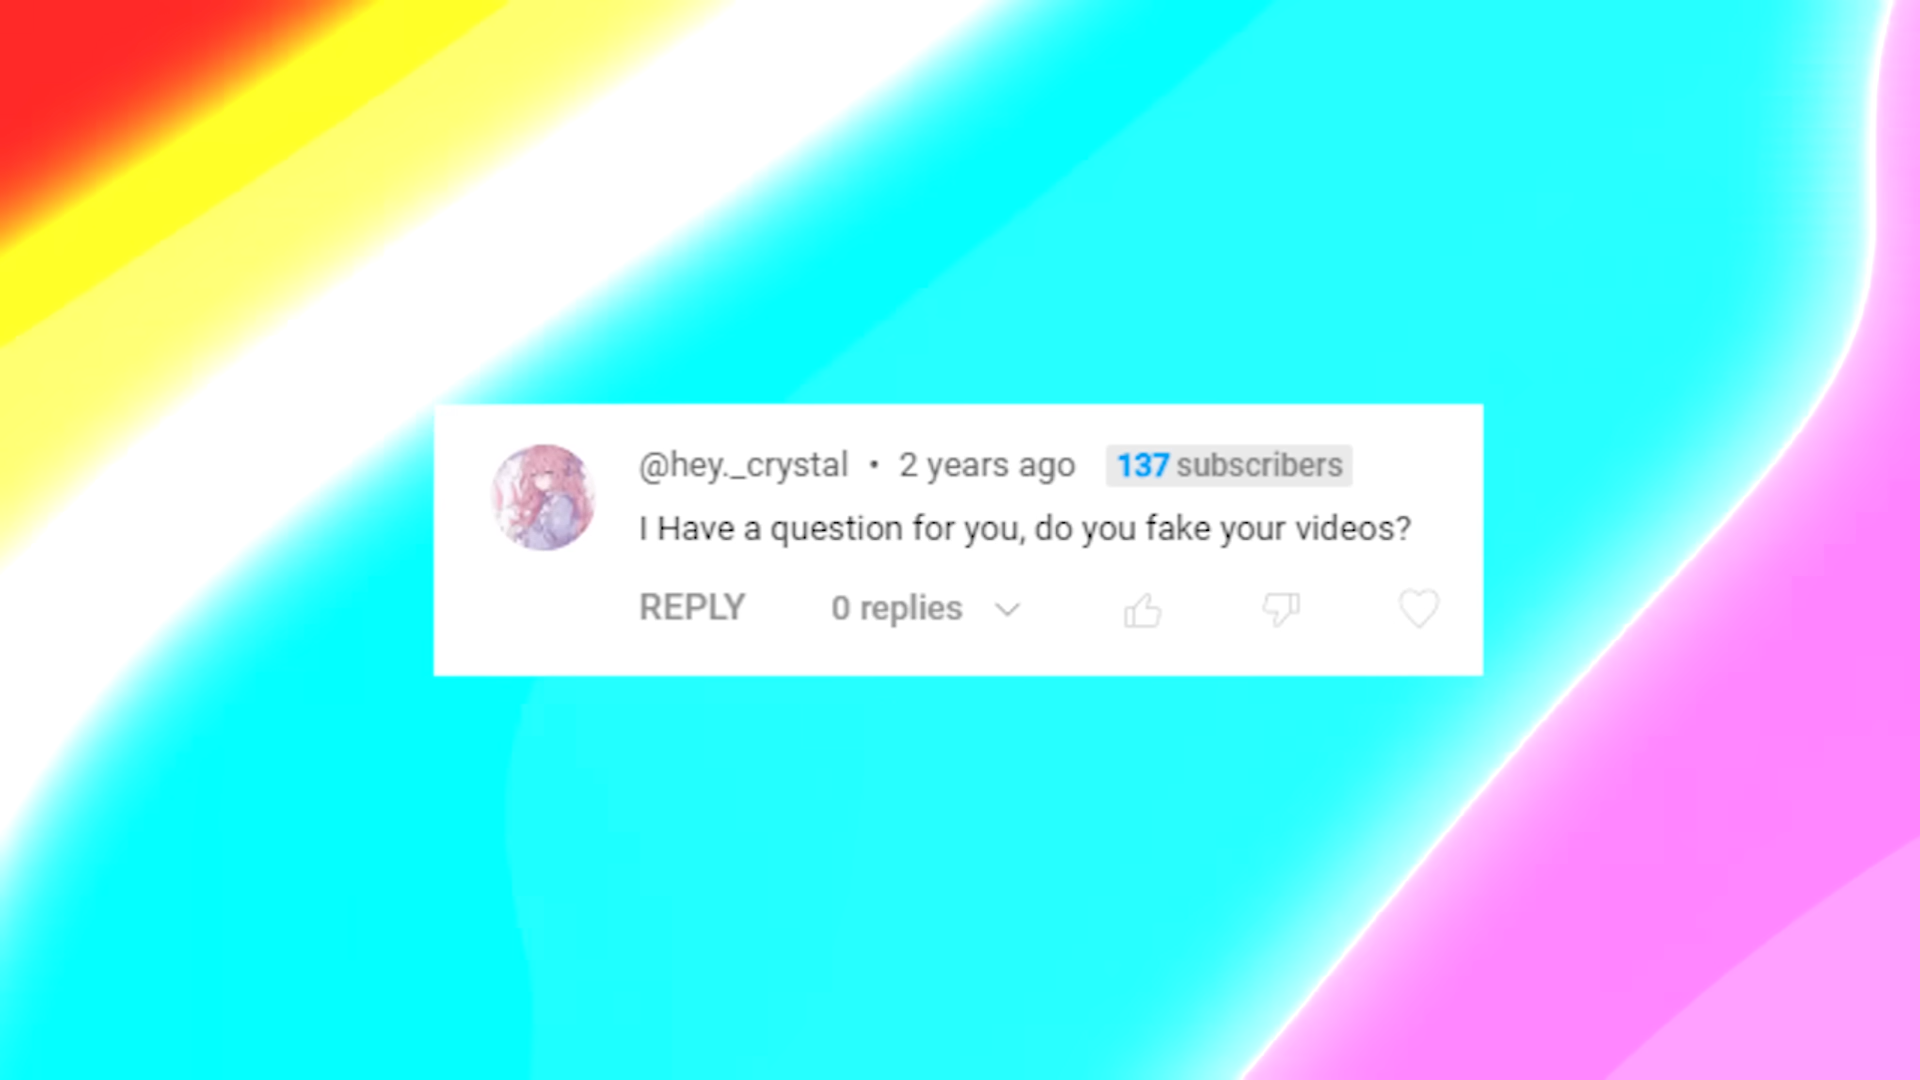 @hey._crystal • 2 years ago 137 subscribers
I Have a question for you, do you fake your videos?
REPLY 0 replies